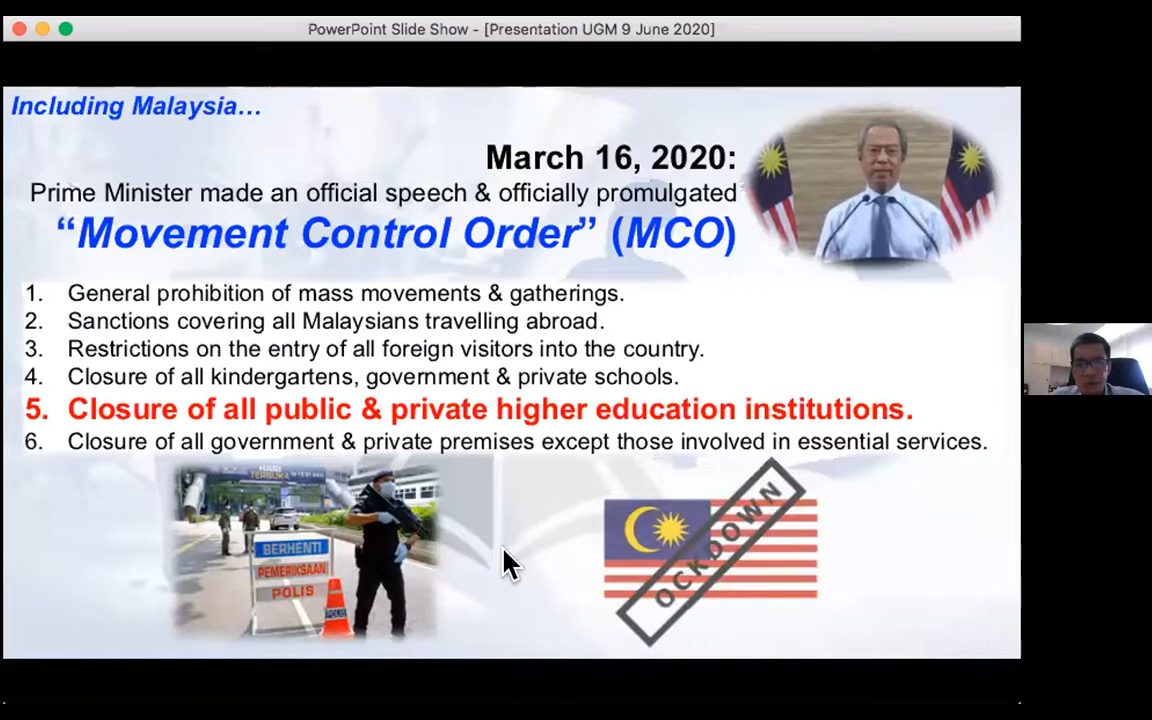 PowerPoint Slide Show - [Presentation UGM 9 June 2020]
Including Malaysia…
March 16, 2020:
Prime Minister made an official speech & officially promulgated
“Movement Control Order” (MCO)
1. General prohibition of mass movements & gatherings.
2. Sanctions covering all Malaysians travelling abroad.
3. Restrictions on the entry of all foreign visitors into the country.
4. Closure of all kindergartens, government & private schools.
5. Closure of all public & private higher education institutions.
6. Closure of all government & private premises except those involved in essential services.
HARI
TERBUKA
BERHENTI
PEMERIKSAAN
POLIS
POLIS
OCKDOWN